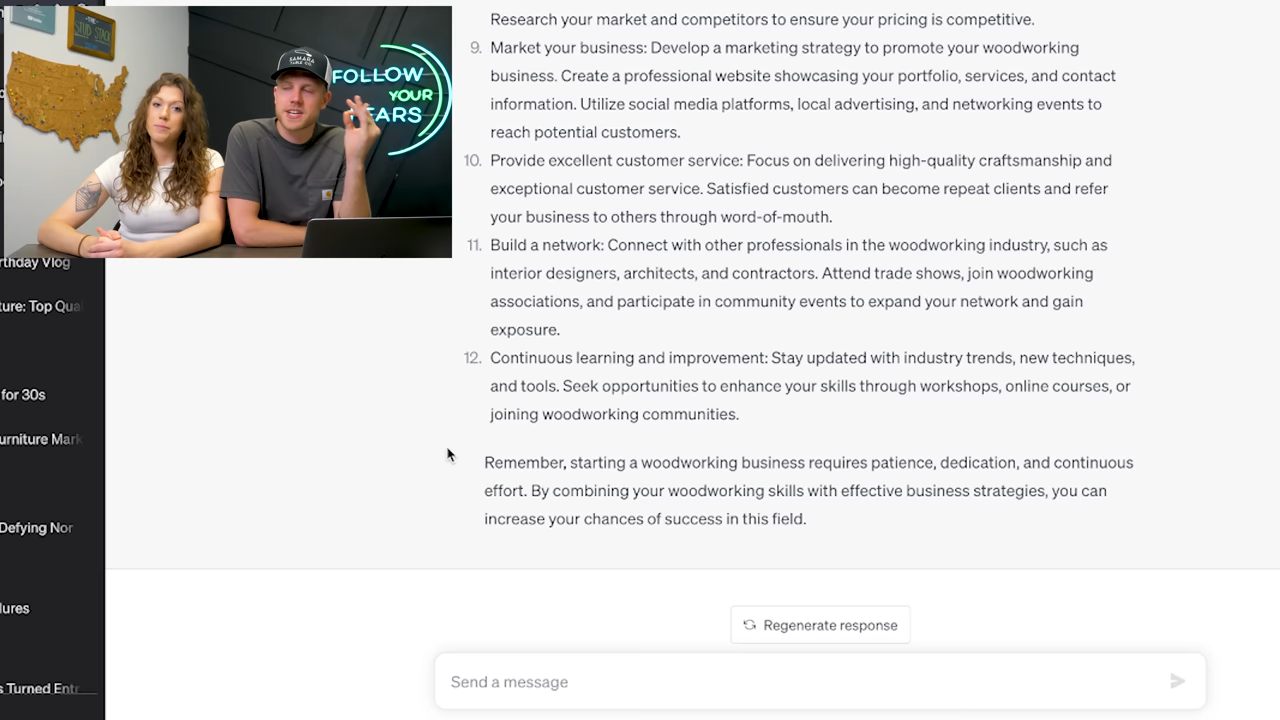 THE
STUD STACK
SAMARA
TABLE CO.
FOLLOW
YOUR
EARS
rthday Vlog
ture: Top Qua
for 30s
urniture Mark
Defying Nor
lures
s Turned Entr
Research your market and competitors to ensure your pricing is competitive.
9. Market your business: Develop a marketing strategy to promote your woodworking
business. Create a professional website showcasing your portfolio, services, and contact
information. Utilize social media platforms, local advertising, and networking events to
reach potential customers.
10. Provide excellent customer service: Focus on delivering high-quality craftsmanship and
exceptional customer service. Satisfied customers can become repeat clients and refer
your business to others through word-of-mouth.
11. Build a network: Connect with other professionals in the woodworking industry, such as
interior designers, architects, and contractors. Attend trade shows, join woodworking
associations, and participate in community events to expand your network and gain
exposure.
12. Continuous learning and improvement: Stay updated with industry trends, new techniques,
and tools. Seek opportunities to enhance your skills through workshops, online courses, or
joining woodworking communities.
Remember, starting a woodworking business requires patience, dedication, and continuous
effort. By combining your woodworking skills with effective business strategies, you can
increase your chances of success in this field.
Regenerate response
Send a message